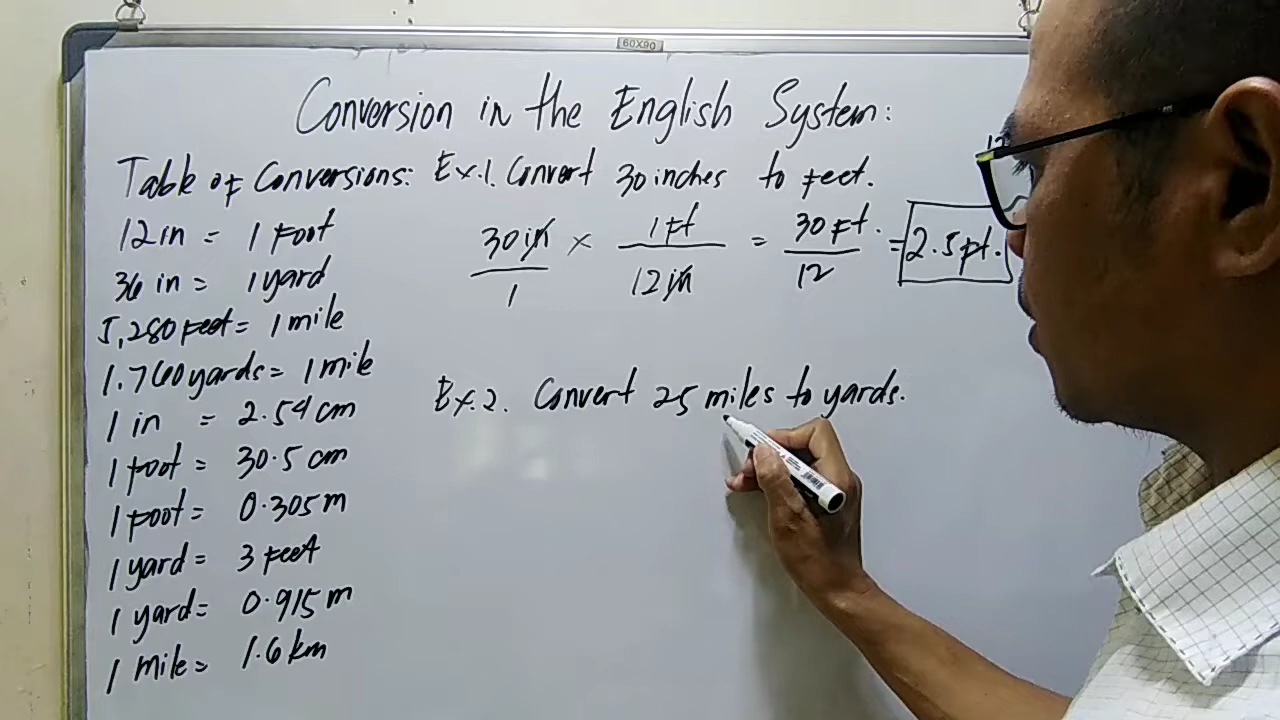 60X90
Conversion in the English System:
Table of Conversions:
12 in = 1 Foot
36 in = 1 yard
5,280 Feet = 1 mile
1.760 yards = 1 mile
1 in = 2.54 cm
1 foot = 30.5 cm
1 Foot = 0.305 m
1 yard = 3 Feet
1 yard = 0.915 m
1 mile = 1.6 km
Ex.1. Convert 30 inches to feet.
30 in / 1 × 1 ft / 12 in = 30 Ft. / 12 = 2.5 ft.
Ex.2. Convert 25 miles to yards.